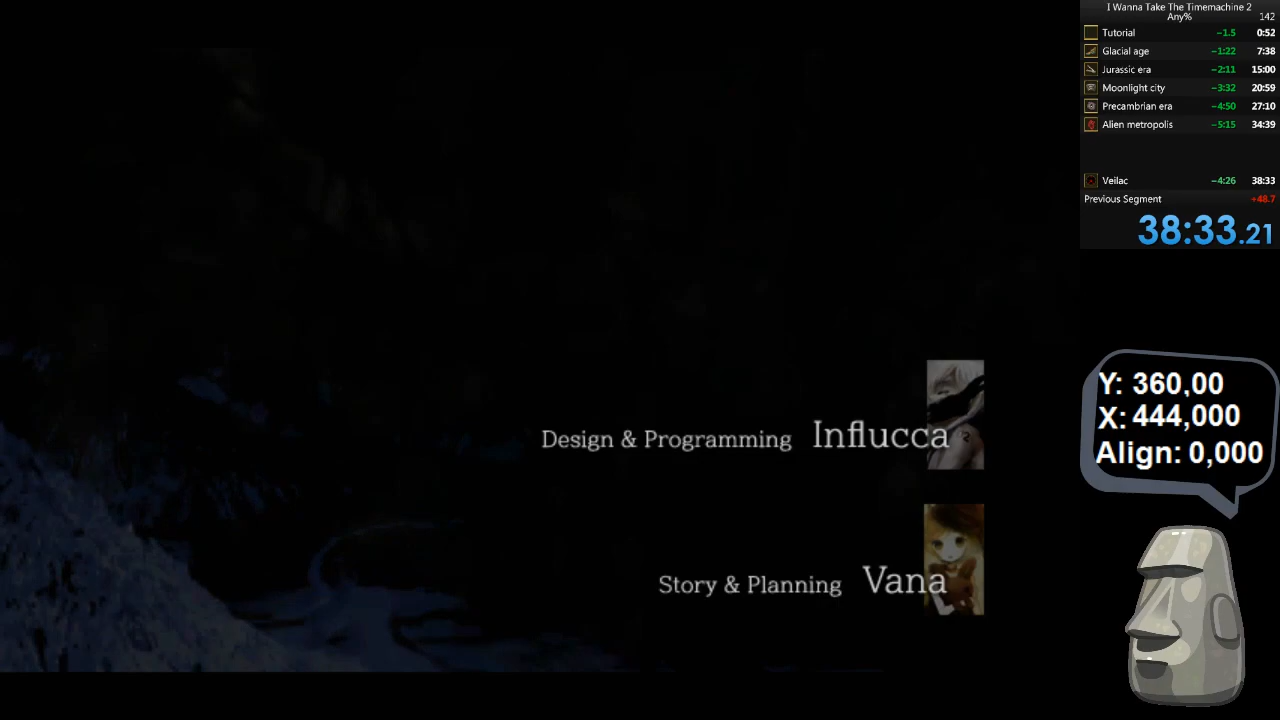 I Wanna Take The Timemachine 2
Any% 142
Tutorial -1.5 0:52
Glacial age -1:22 7:38
Jurassic era -2:11 15:00
Moonlight city -3:32 20:59
Precambrian era -4:50 27:10
Alien metropolis -5:15 34:39
Veilac -4:26 38:33
Previous Segment +48.7
38:33.21
Y: 360,00
X: 444,000
Align: 0,000
Design & Programming Influcca
Story & Planning Vana